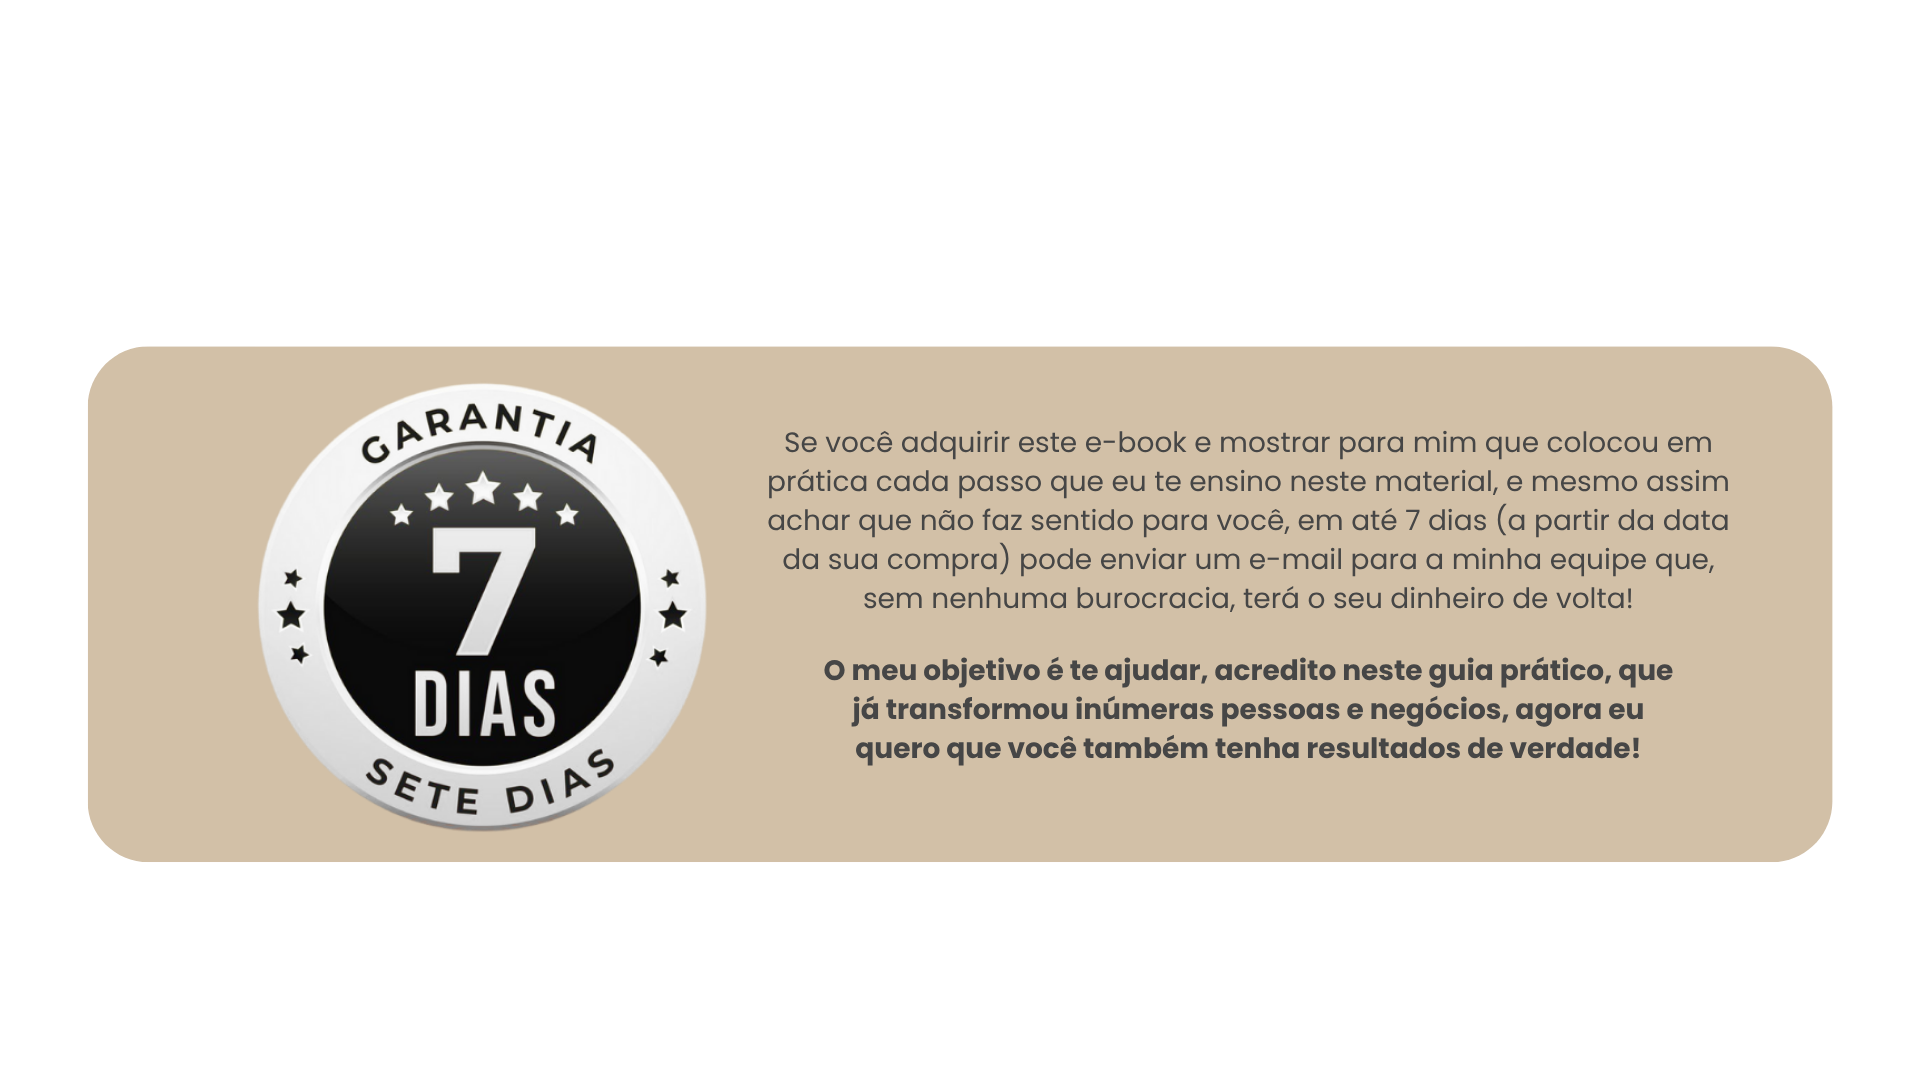 GARANTIA
7
DIAS
SETE DIAS
Se você adquirir este e-book e mostrar para mim que colocou em
prática cada passo que eu te ensino neste material, e mesmo assim
achar que não faz sentido para você, em até 7 dias (a partir da data
da sua compra) pode enviar um e-mail para a minha equipe que,
sem nenhuma burocracia, terá o seu dinheiro de volta!
O meu objetivo é te ajudar, acredito neste guia prático, que
já transformou inúmeras pessoas e negócios, agora eu
quero que você também tenha resultados de verdade!